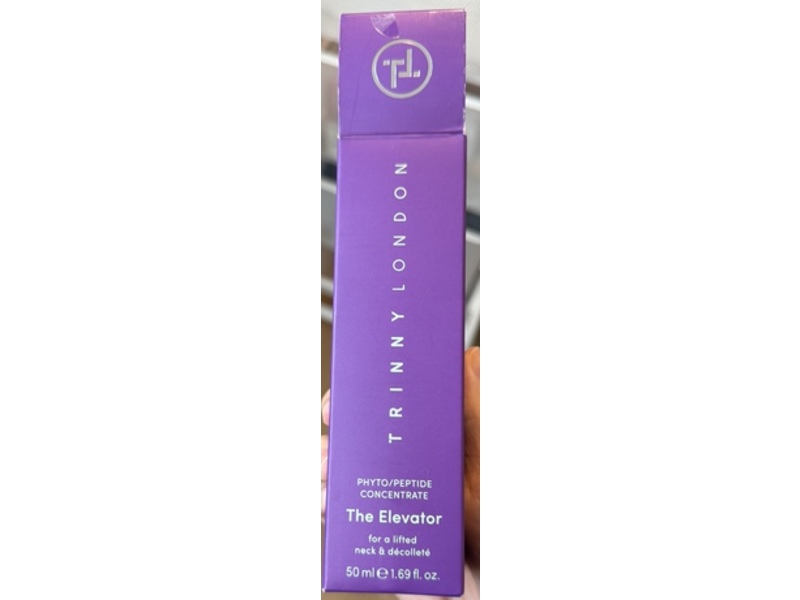 TL
TRINNY LONDON
PHYTO/PEPTIDE
CONCENTRATE
The Elevator
for a lifted
neck & décolleté
50 ml ℮ 1.69 fl. oz.